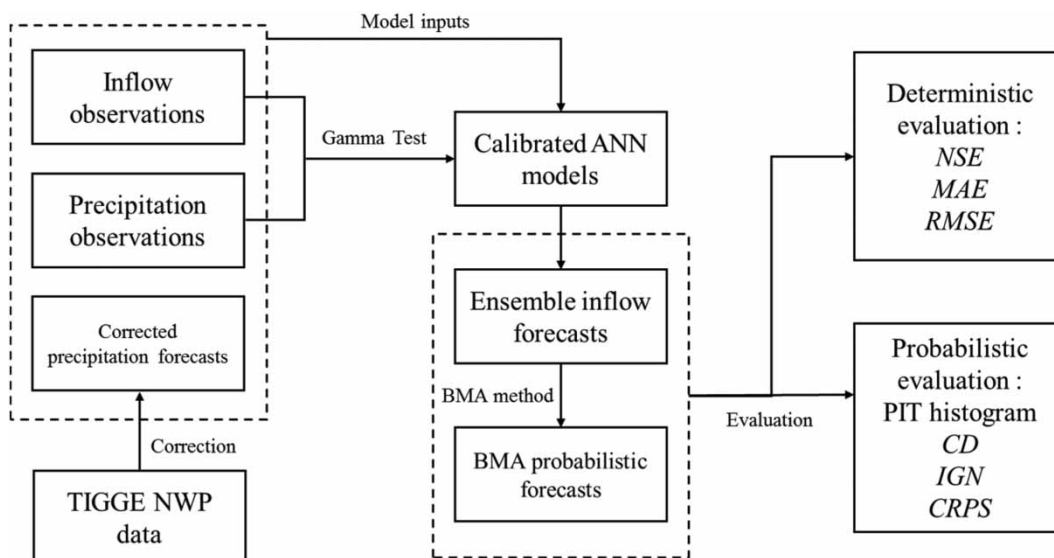 Model inputs
Inflow
observations
Gamma Test
Precipitation
observations
Corrected
precipitation forecasts
Correction
TIGGE NWP
data
Calibrated ANN
models
Ensemble inflow
forecasts
BMA method
BMA probabilistic
forecasts
Evaluation
Deterministic
evaluation :
NSE
MAE
RMSE
Probabilistic
evaluation :
PIT histogram
CD
IGN
CRPS